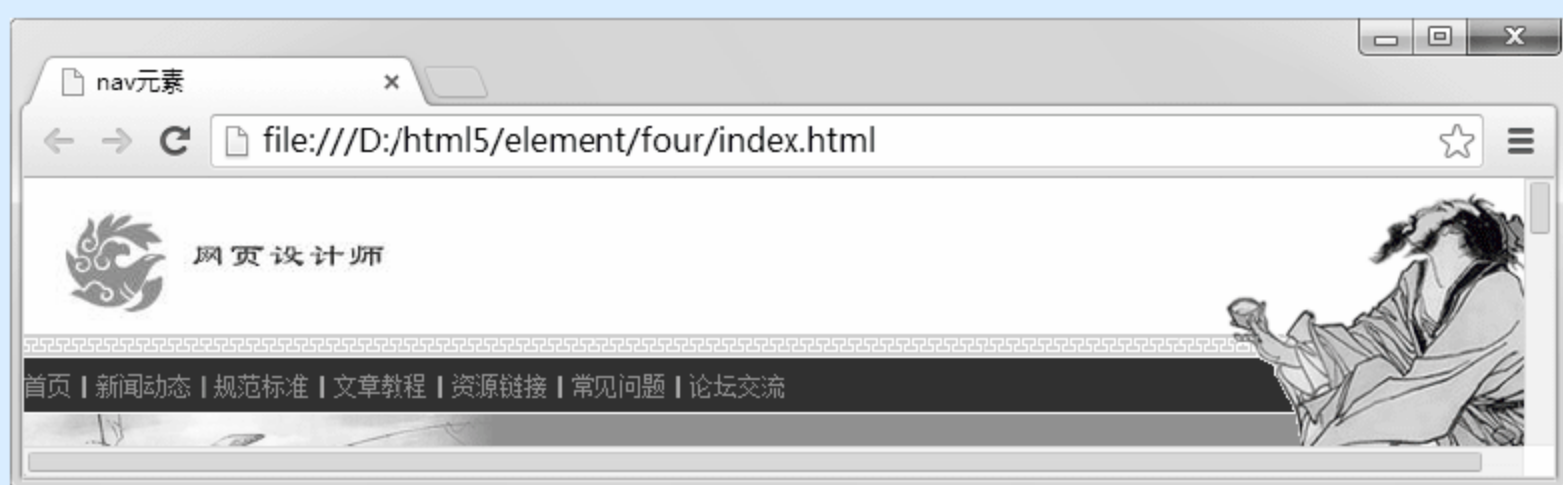 nav元素
file:///D:/html5/element/four/index.html
网页设计师
首页 | 新闻动态 | 规范标准 | 文章教程 | 资源链接 | 常见问题 | 论坛交流